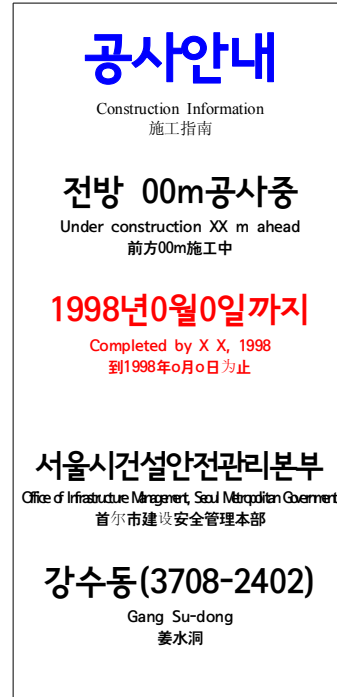 공사안내
Construction Information
施工指南
전방 00m공사중
Under construction XX m ahead
前方00m施工中
1998년0월0일까지
Completed by X X, 1998
到1998年o月o日为止
서울시건설안전관리본부
Office of Infrastructure Management, Seoul Metropolitan Government
首尔市建设安全管理本部
강수동(3708-2402)
Gang Su-dong
姜水洞